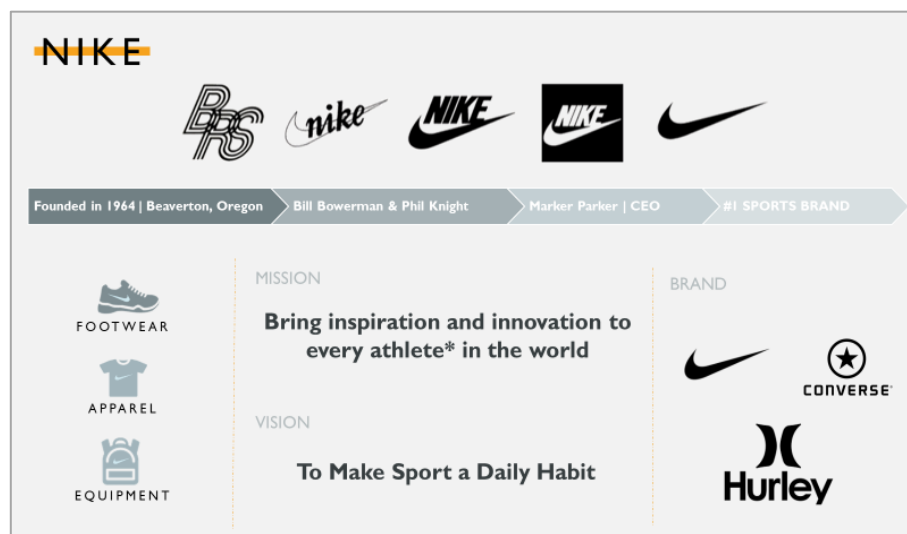 NIKE
BRS
nike
NIKE
NIKE
Founded in 1964 | Beaverton, Oregon
Bill Bowerman & Phil Knight
Marker Parker | CEO
#1 SPORTS BRAND
FOOTWEAR
APPAREL
EQUIPMENT
MISSION
Bring inspiration and innovation to
every athlete* in the world
VISION
To Make Sport a Daily Habit
BRAND
CONVERSE
Hurley